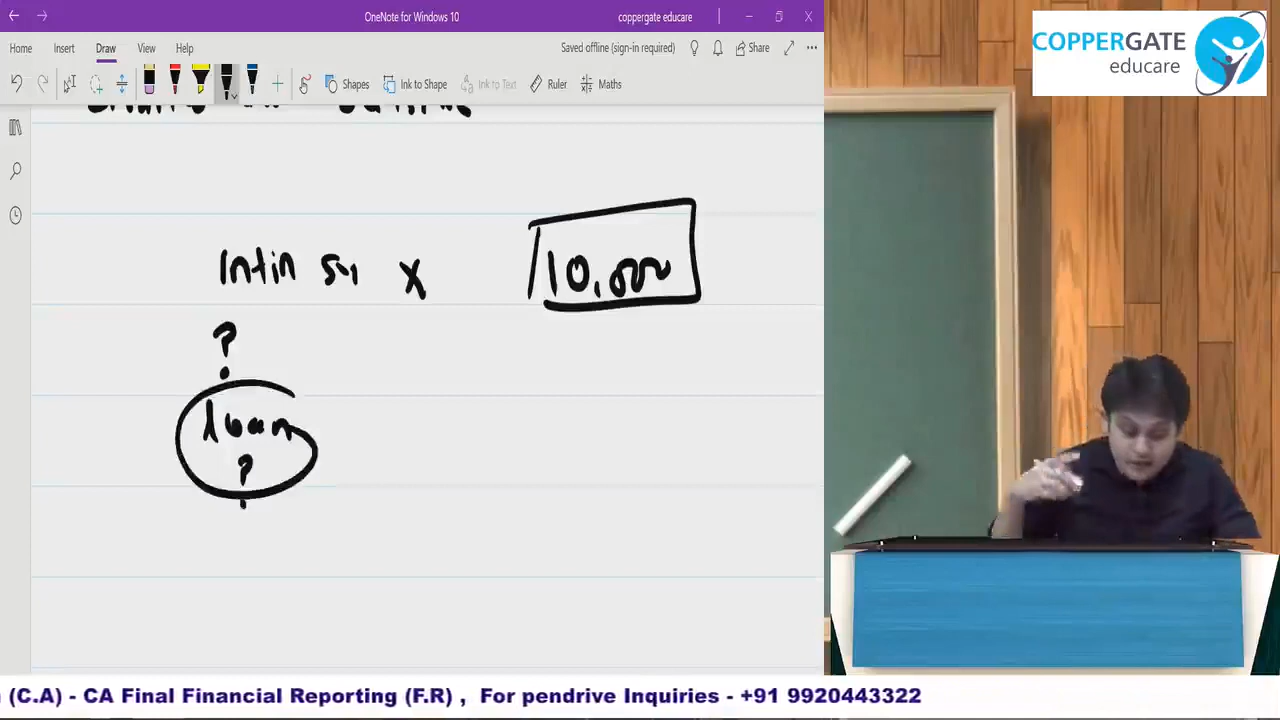 OneNote for Windows 10
coppergate educare
Home Insert Draw View Help
Saved offline (sign-in required)
Share
Shapes
Ink to Shape
Ink to Text
Ruler
Maths
COPPERGATE
educare
X
10,000
?
loan
?
(C.A) - CA Final Financial Reporting (F.R) , For pendrive Inquiries - +91 9920443322